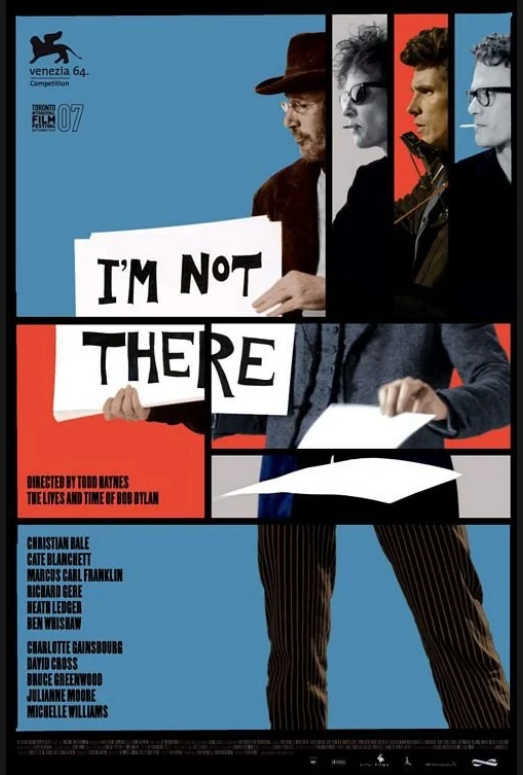 venezia 64.
Competition
TORONTO
INTERNATIONAL
FILM
FESTIVAL
07
I'M NOT
THERE
DIRECTED BY TODD HAYNES
THE LIVES AND TIME OF BOB DYLAN
CHRISTIAN BALE
CATE BLANCHETT
MARCUS CARL FRANKLIN
RICHARD GERE
HEATH LEDGER
BEN WHISHAW
CHARLOTTE GAINSBOURG
DAVID CROSS
BRUCE GREENWOOD
JULIANNE MOORE
MICHELLE WILLIAMS